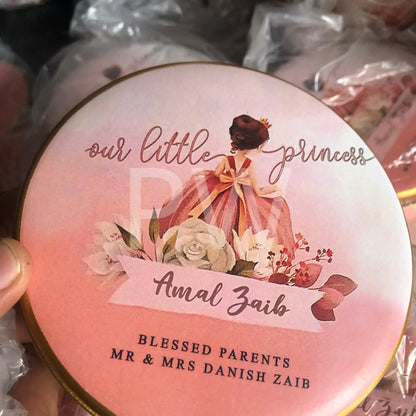 our little princess
Amal Zaib
BLESSED PARENTS
MR & MRS DANISH ZAIB